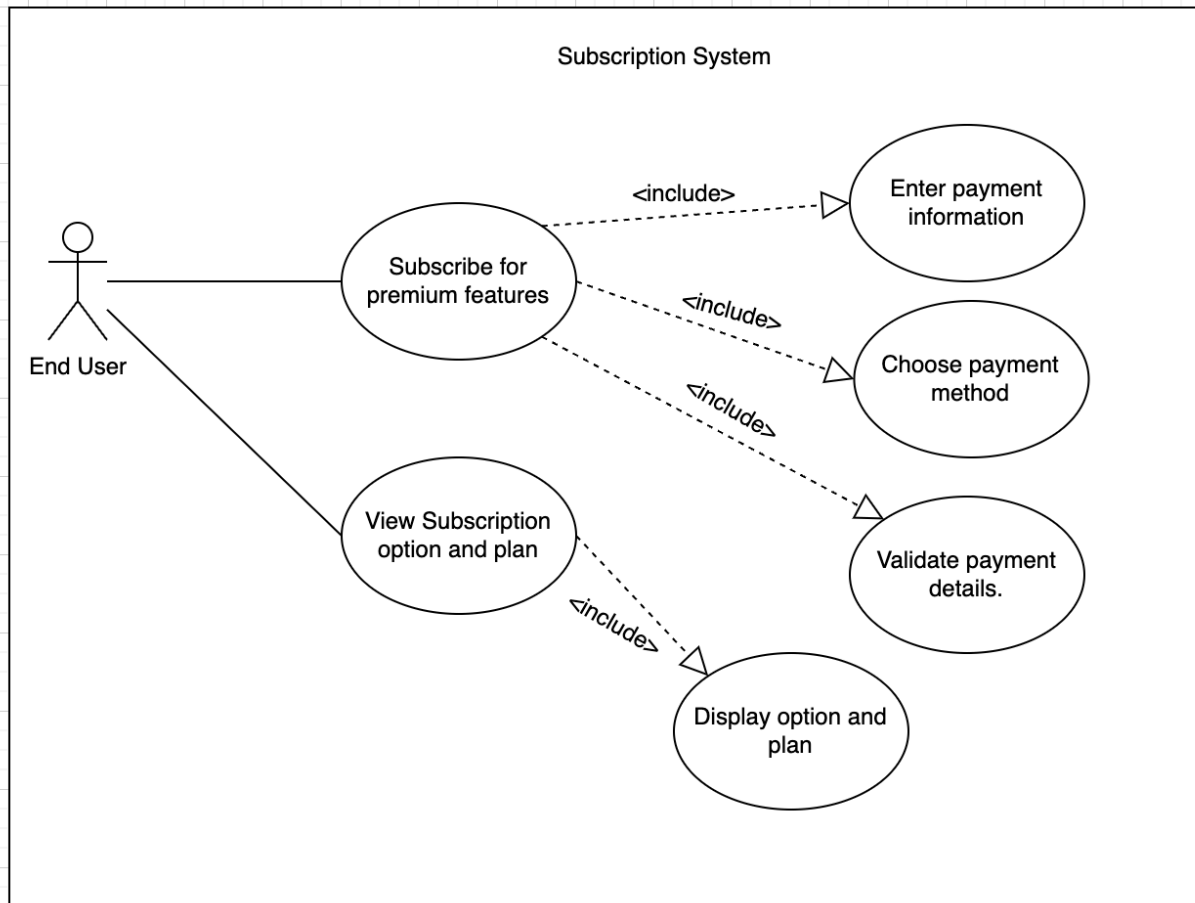 Subscription System
Enter payment
information
<include>
Subscribe for
premium features
<include>
Choose payment
method
End User
<include>
View Subscription
option and plan
Validate payment
details.
<include>
Display option and
plan